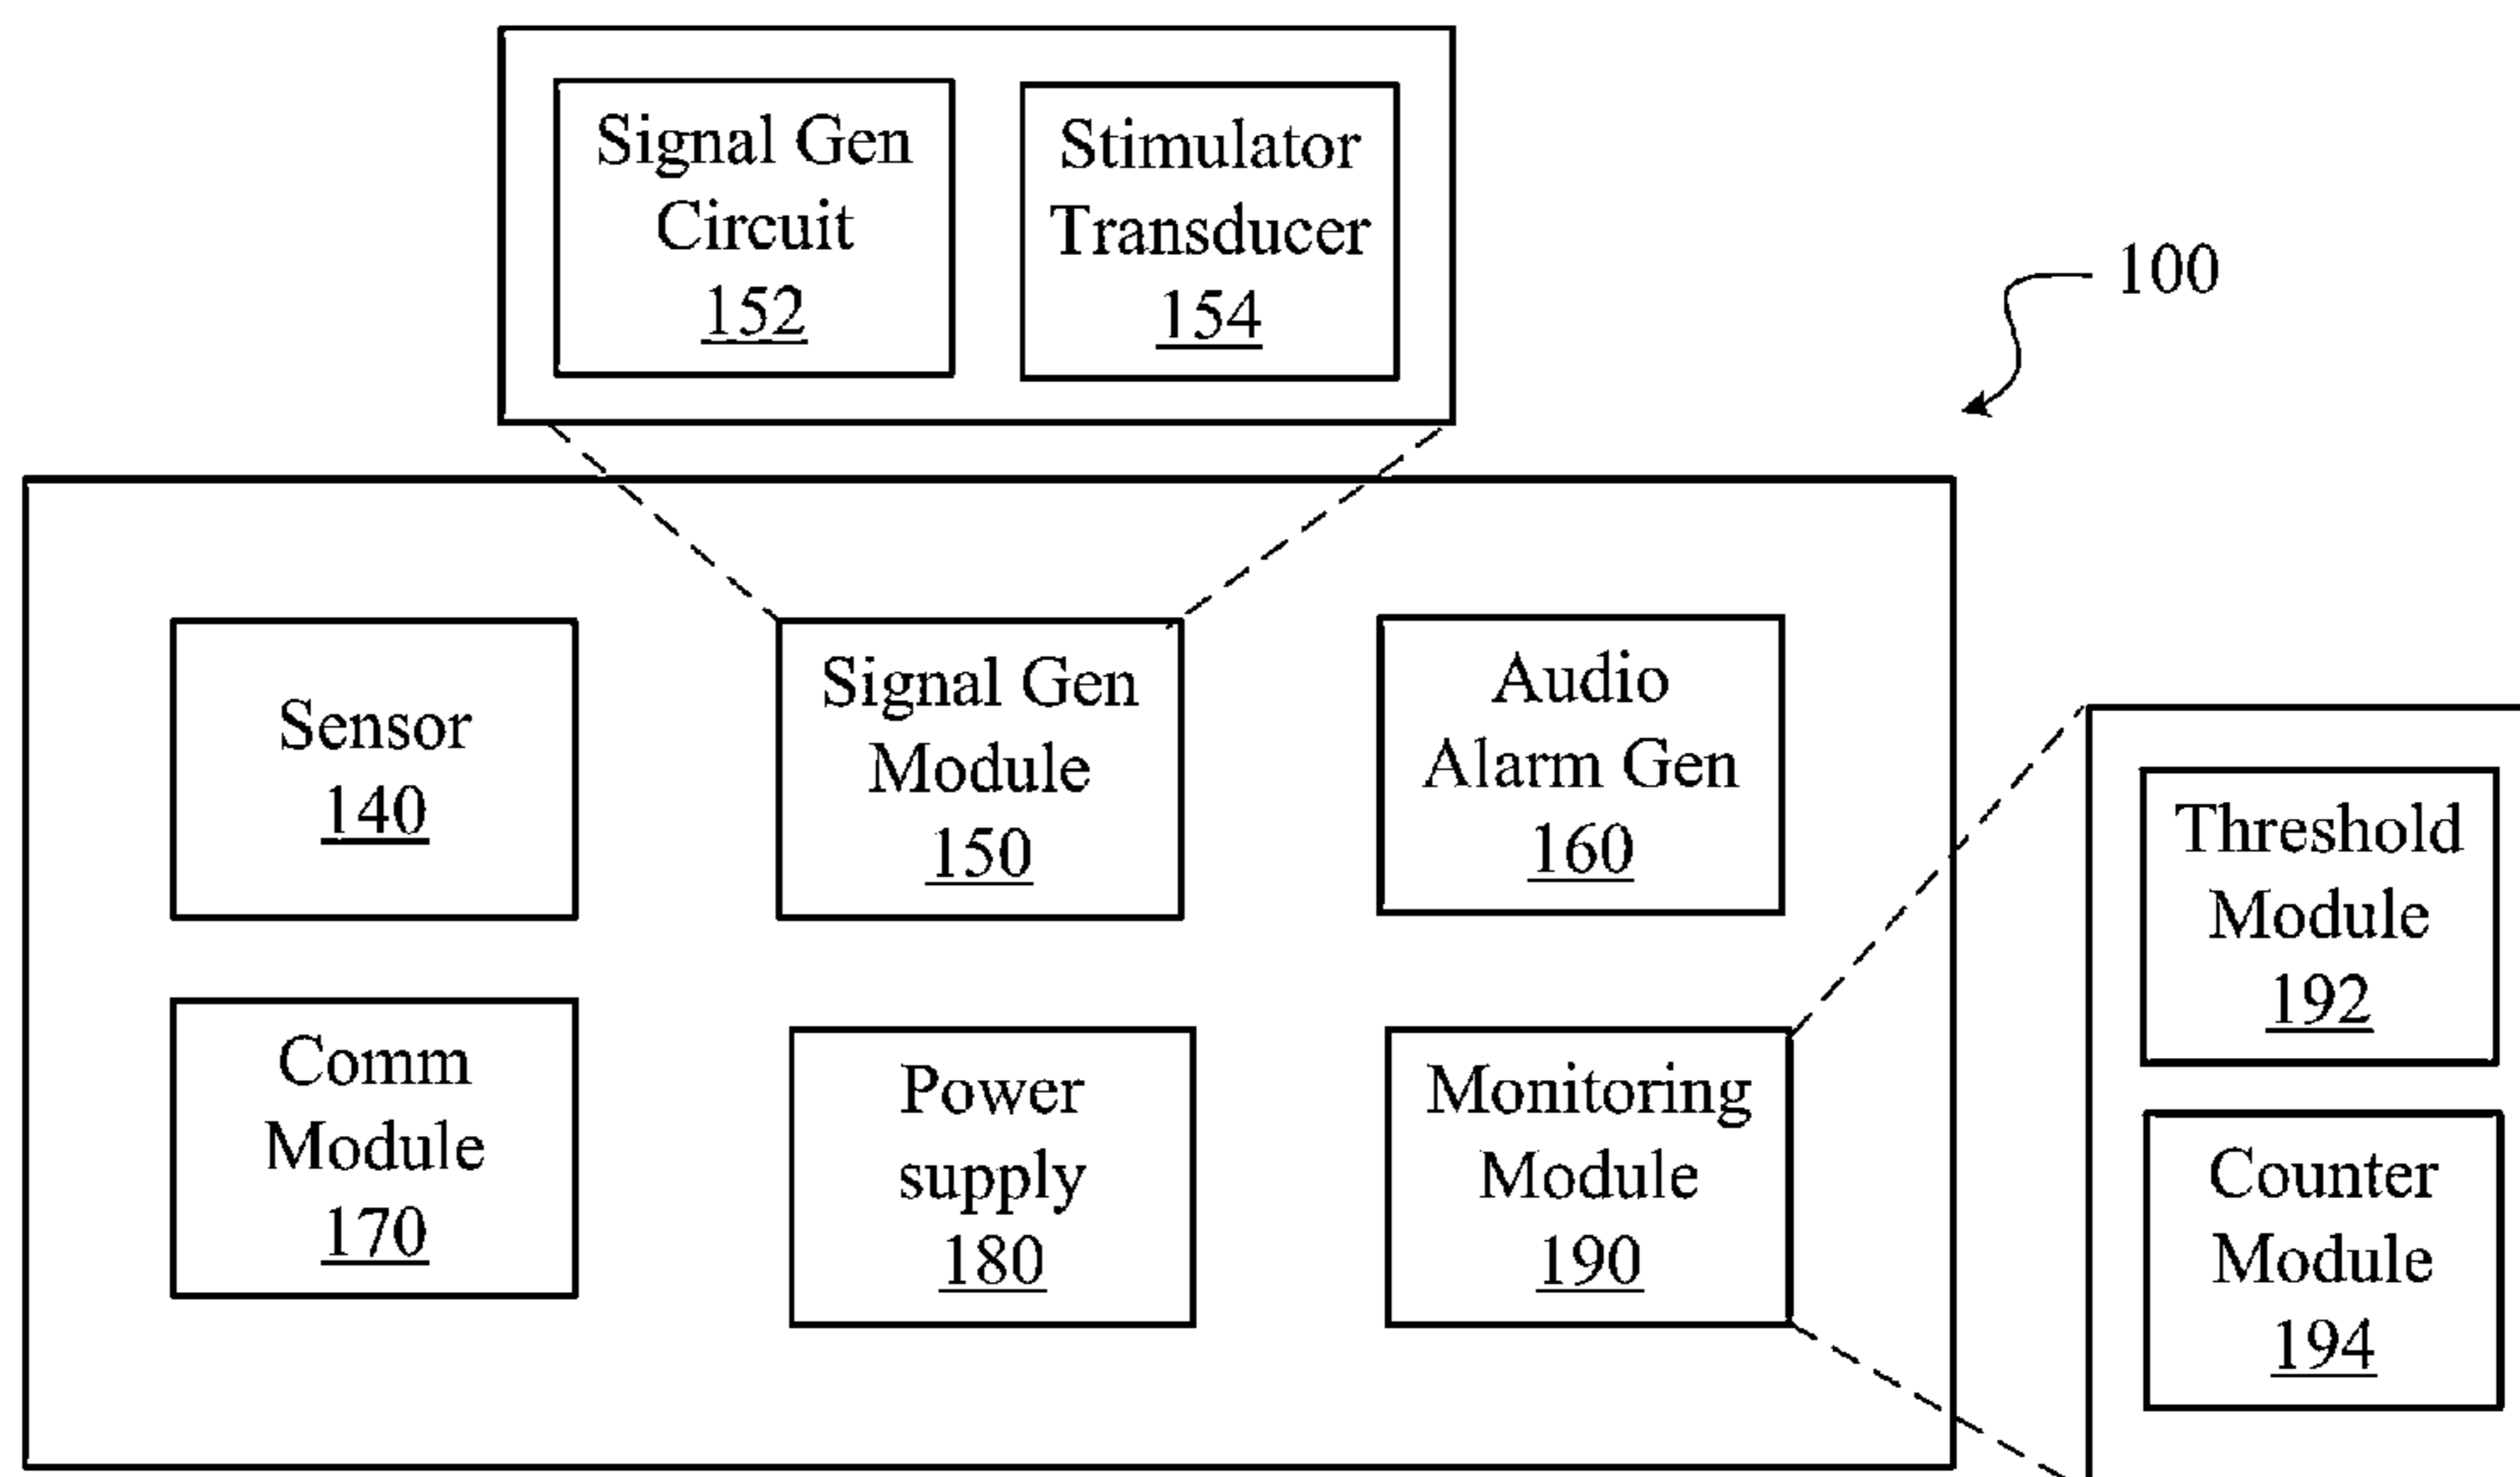 Signal Gen
Circuit
152
Stimulator
Transducer
154
100
Sensor
140
Signal Gen
Module
150
Audio
Alarm Gen
160
Threshold
Module
192
Comm
Module
170
Power
supply
180
Monitoring
Module
190
Counter
Module
194